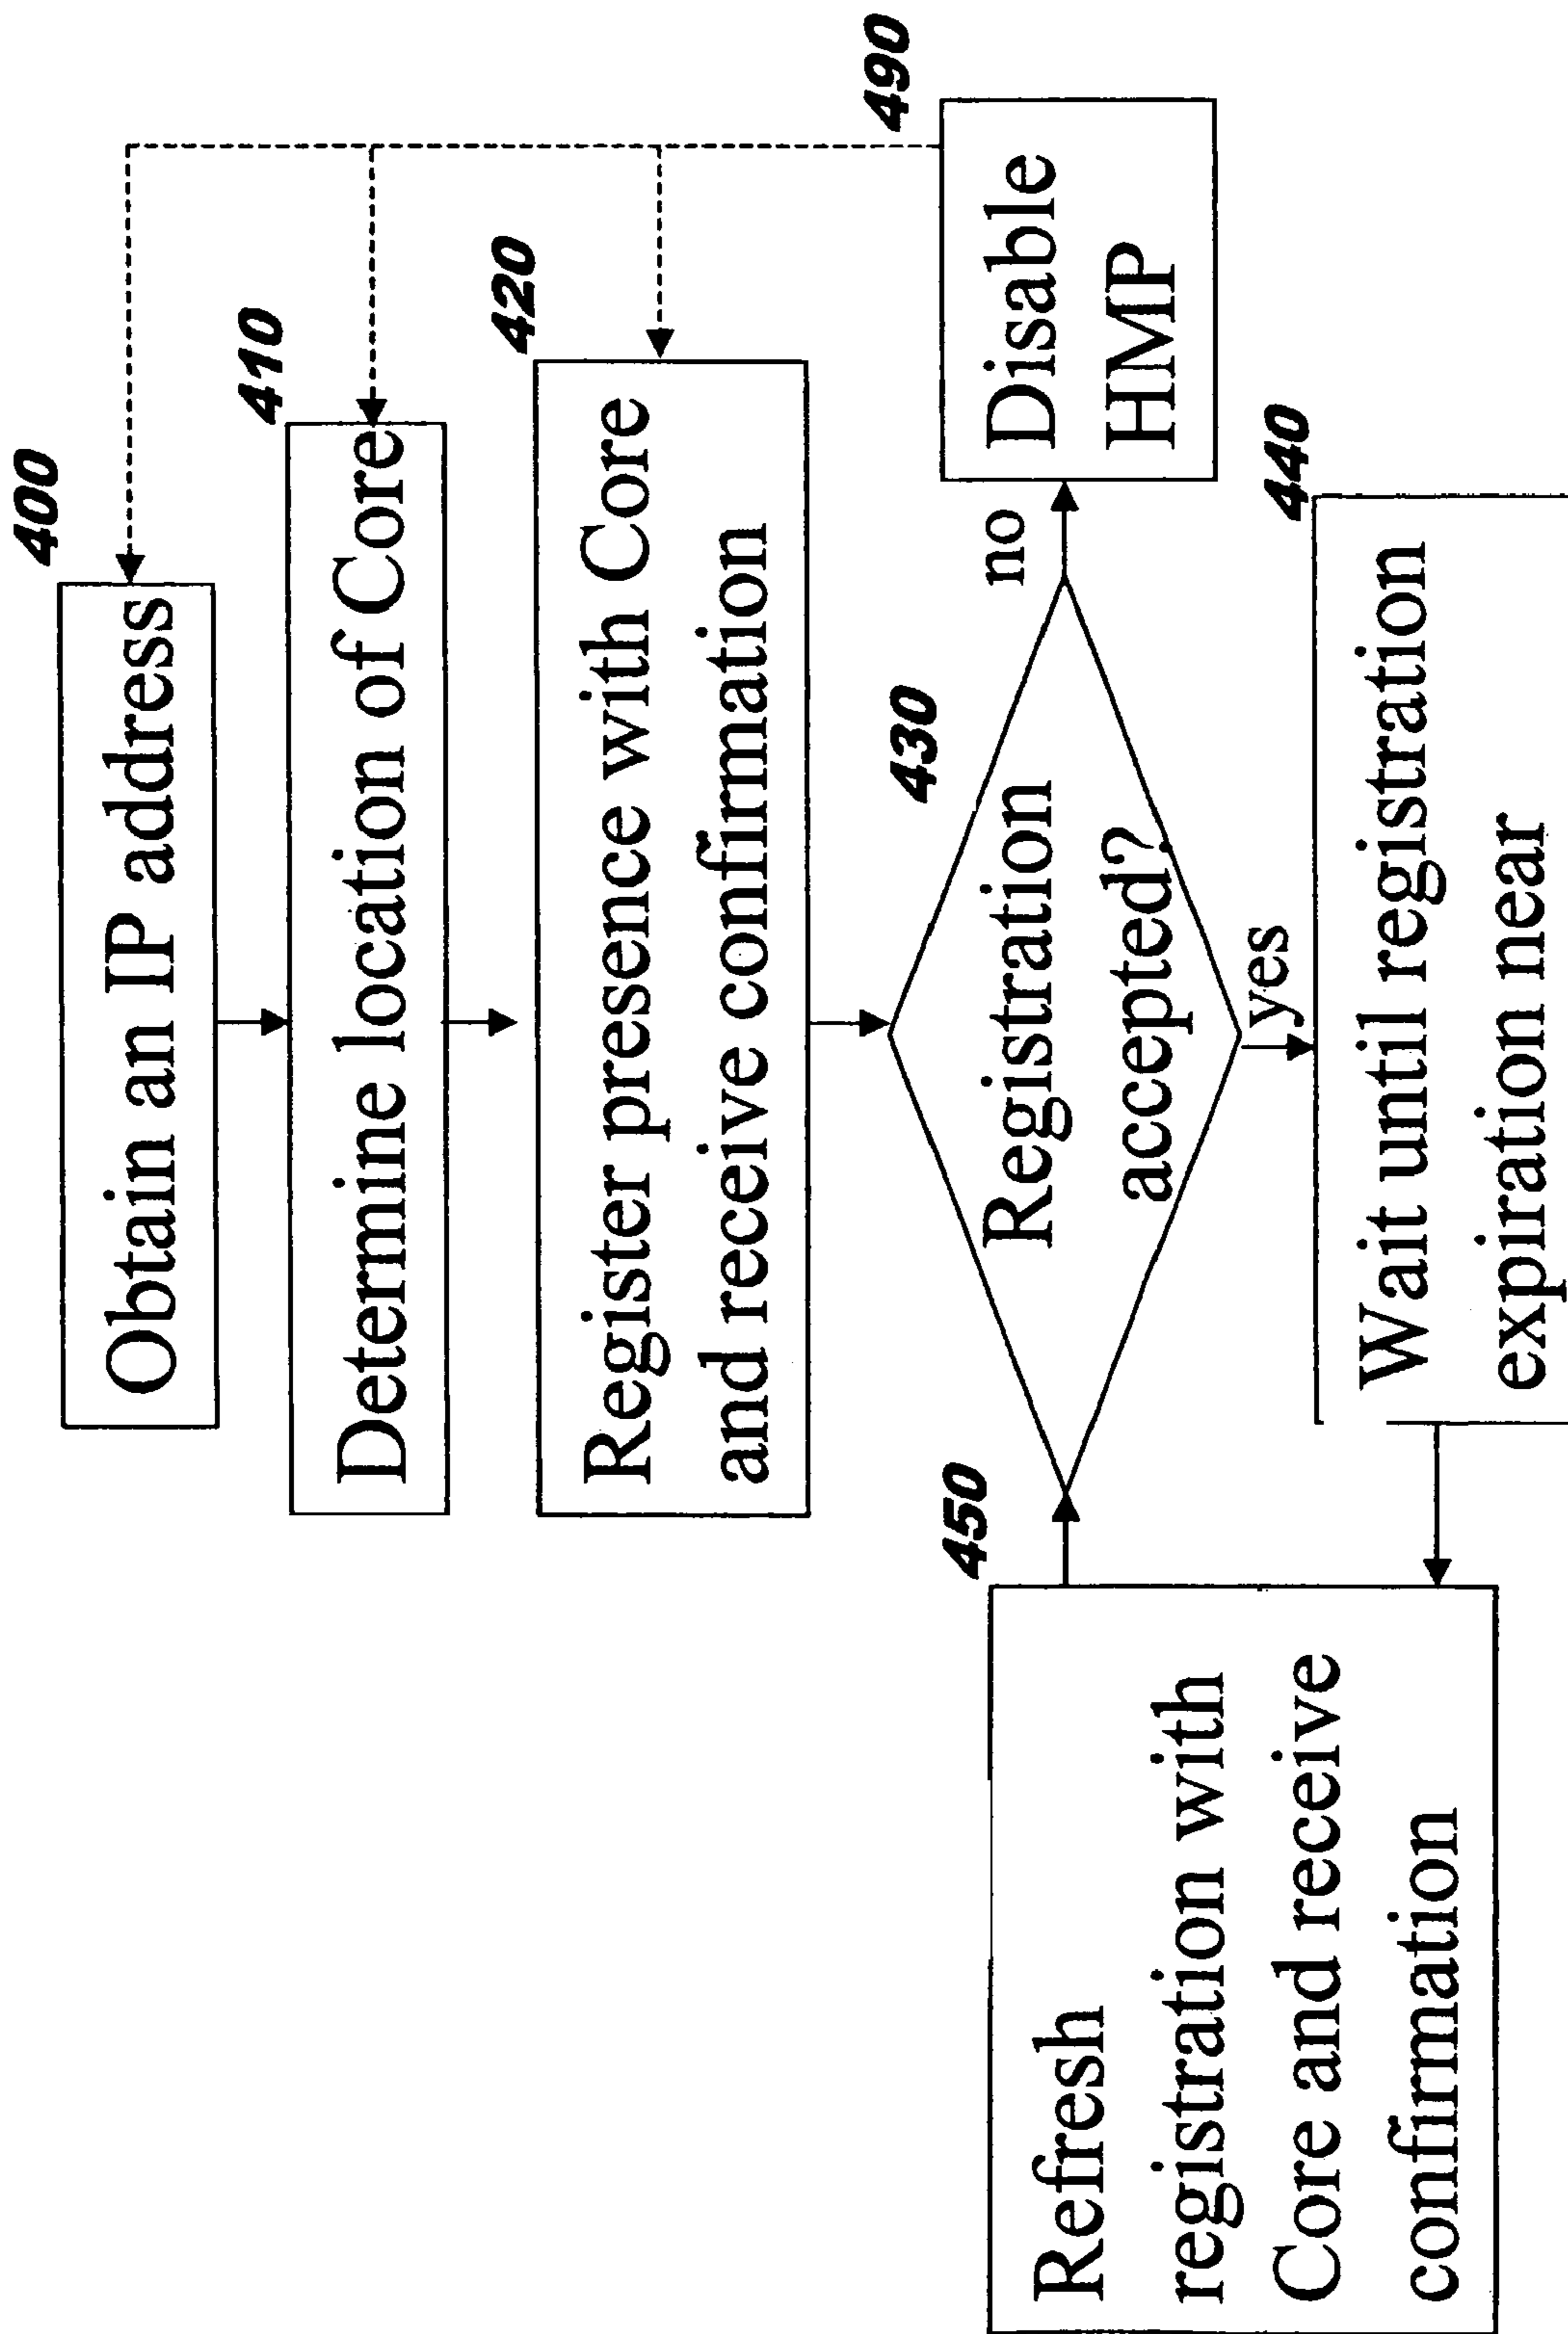 400
Obtain an IP address
410
Determine location of Core
420
Register presence with Core
and receive confirmation
430
Registration
accepted?
no
490
Disable
HMP
yes
440
Wait until registration
expiration near
450
Refresh
registration with
Core and receive
confirmation